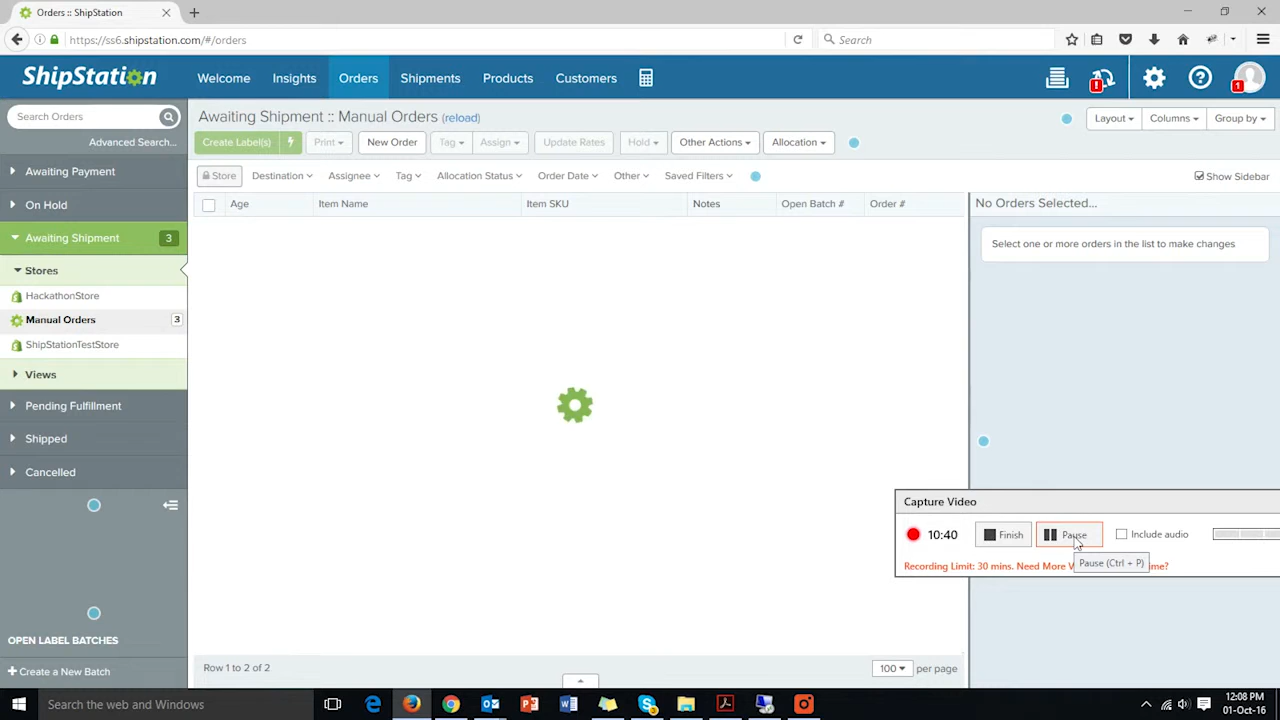 Orders :: ShipStation
https://ss6.shipstation.com/#/orders
Search
ShipStation
Welcome
Insights
Orders
Shipments
Products
Customers
!
1
Search Orders
Advanced Search...
Awaiting Payment
On Hold
Awaiting Shipment 3
Stores
HackathonStore
Manual Orders 3
ShipStationTestStore
Views
Pending Fulfillment
Shipped
Cancelled
OPEN LABEL BATCHES
Create a New Batch
Awaiting Shipment :: Manual Orders (reload)
Layout
Columns
Group by
Create Label(s)
Print
New Order
Tag
Assign
Update Rates
Hold
Other Actions
Allocation
Store
Destination
Assignee
Tag
Allocation Status
Order Date
Other
Saved Filters
Show Sidebar
Age
Item Name
Item SKU
Notes
Open Batch #
Order #
No Orders Selected...
Select one or more orders in the list to make changes
Capture Video
10:40
Finish
Pause
Include audio
Pause (Ctrl + P)
Recording Limit: 30 mins. Need More
Row 1 to 2 of 2
100
per page
Search the web and Windows
12:08 PM
01-Oct-16